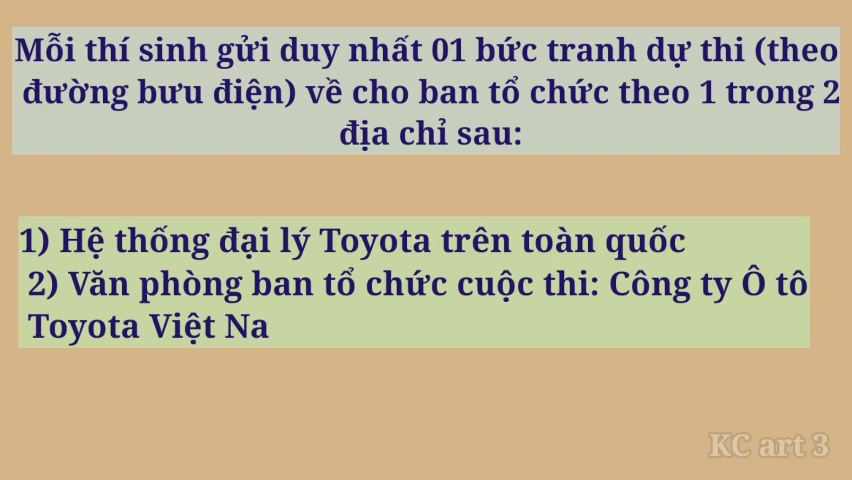 Mỗi thí sinh gửi duy nhất 01 bức tranh dự thi (theo
đường bưu điện) về cho ban tổ chức theo 1 trong 2
địa chỉ sau:
1) Hệ thống đại lý Toyota trên toàn quốc
2) Văn phòng ban tổ chức cuộc thi: Công ty Ô tô
Toyota Việt Na
KC art 3